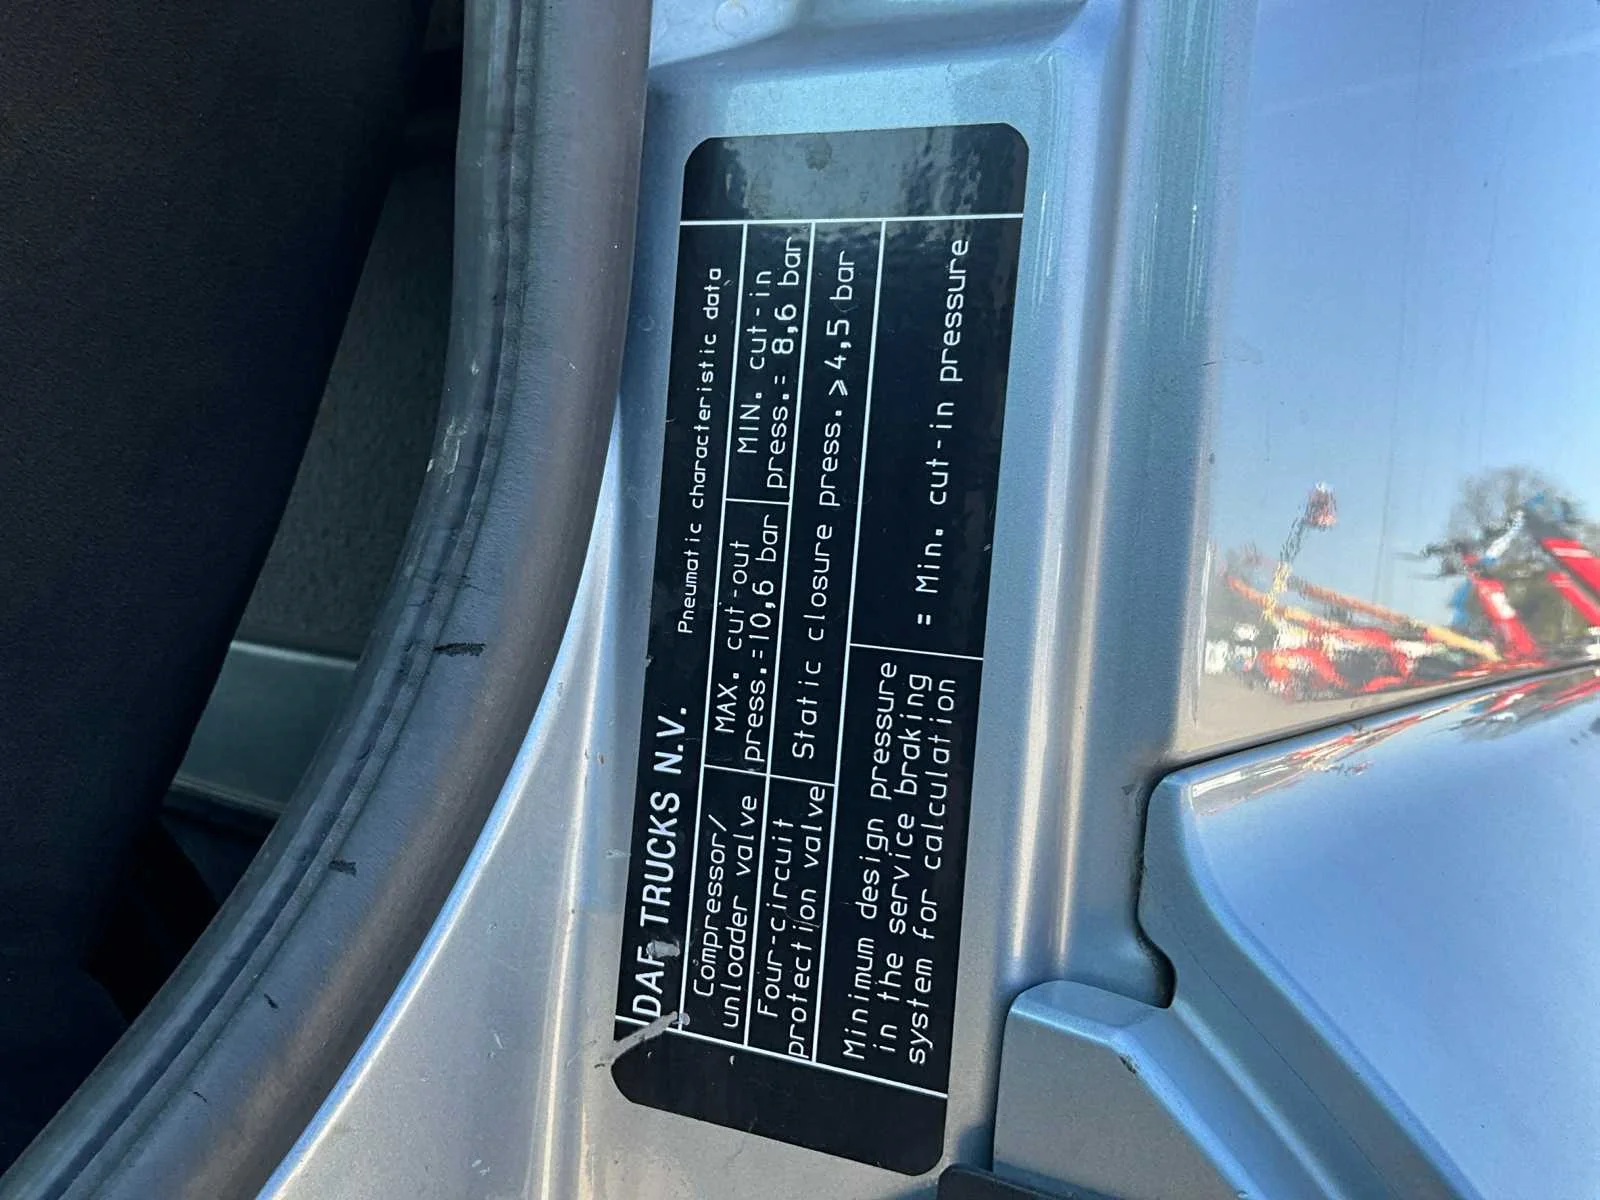 DAF TRUCKS N.V. Pneumatic characteristic data
Compressor/
unloader valve
MAX. cut-out
press.=10,6 bar
MIN. cut-in
press.= 8,6 bar
Four-circuit
protection valve
Static closure press.⩾4,5 bar
Minimum design pressure
in the service braking
system for calculation
= Min. cut-in pressure